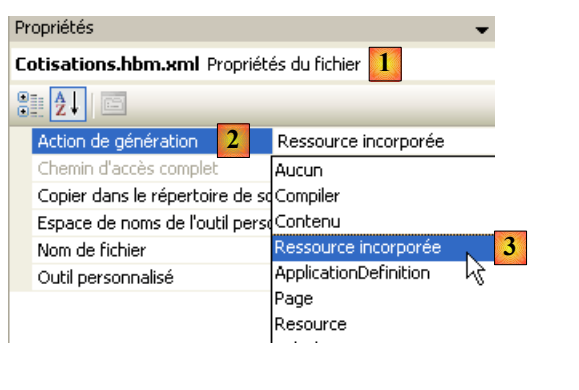 Propriétés
Cotisations.hbm.xml Propriétés du fichier 1
Action de génération 2 Ressource incorporée
Chemin d'accès complet Aucun
Copier dans le répertoire de so Compiler
Espace de noms de l'outil perso Contenu
Nom de fichier Ressource incorporée 3
Outil personnalisé ApplicationDefinition
Page
Resource